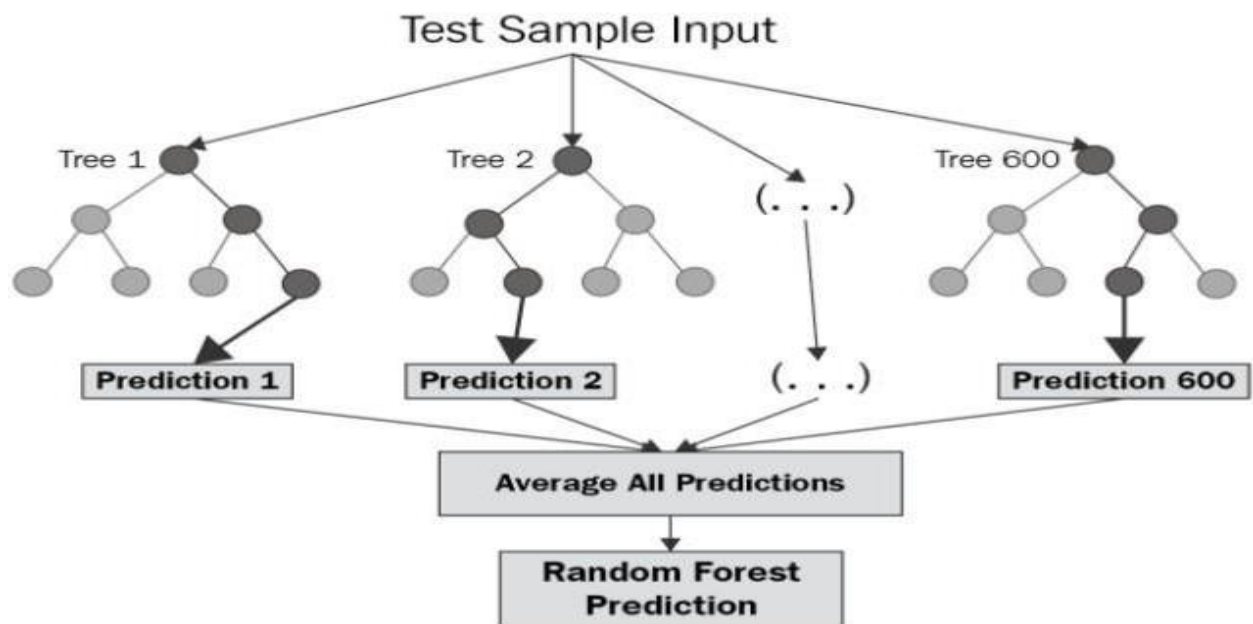 Test Sample Input
Tree 1
Tree 2
(. . .)
Tree 600
Prediction 1
Prediction 2
(. . .)
Prediction 600
Average All Predictions
Random Forest
Prediction